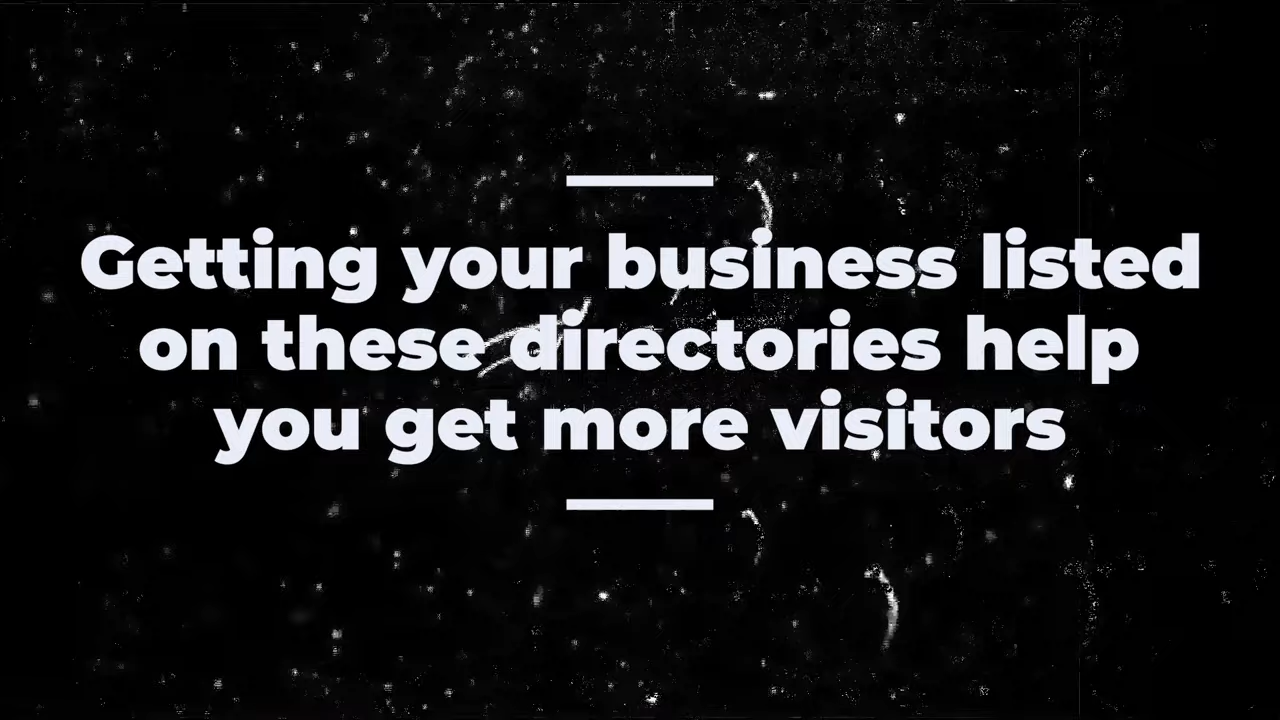 Getting your business listed
on these directories help
you get more visitors